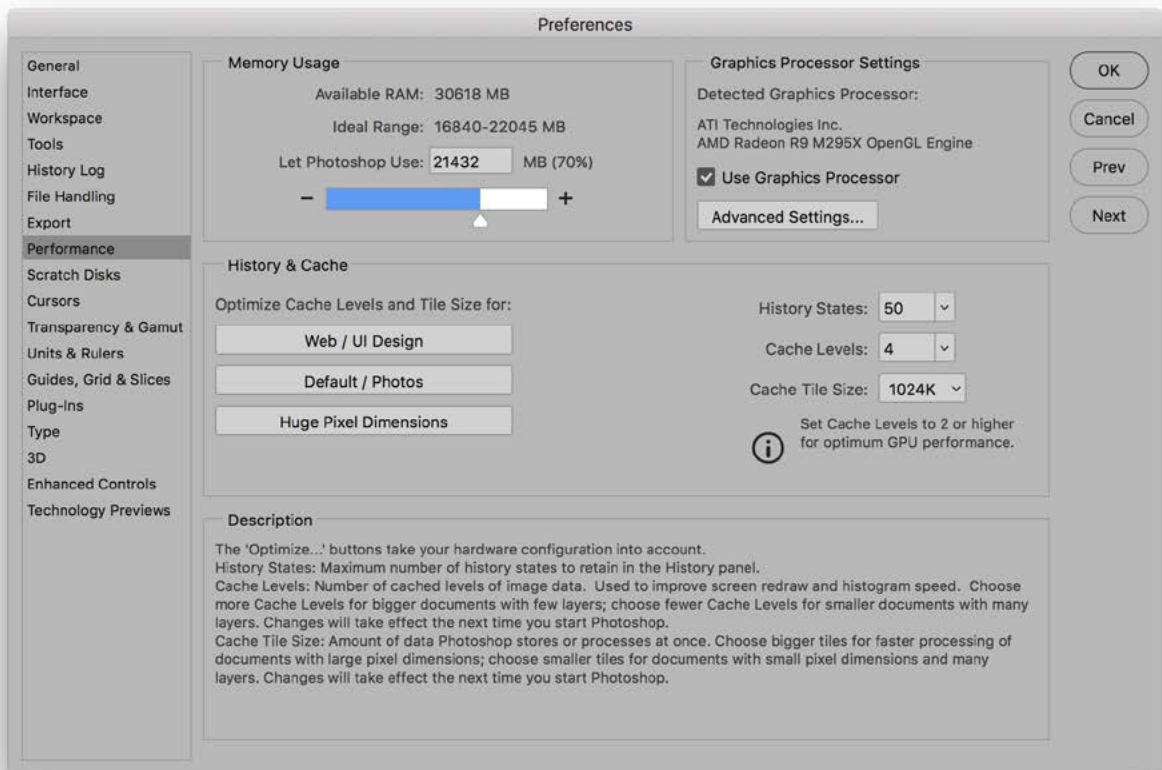 Preferences
General
Interface
Workspace
Tools
History Log
File Handling
Export
Performance
Scratch Disks
Cursors
Transparency & Gamut
Units & Rulers
Guides, Grid & Slices
Plug-Ins
Type
3D
Enhanced Controls
Technology Previews
Memory Usage
Available RAM: 30618 MB
Ideal Range: 16840-22045 MB
Let Photoshop Use: 21432 MB (70%)
− +
Graphics Processor Settings
Detected Graphics Processor:
ATI Technologies Inc.
AMD Radeon R9 M295X OpenGL Engine
Use Graphics Processor
Advanced Settings...
OK
Cancel
Prev
Next
History & Cache
Optimize Cache Levels and Tile Size for:
Web / UI Design
Default / Photos
Huge Pixel Dimensions
History States: 50
Cache Levels: 4
Cache Tile Size: 1024K
Set Cache Levels to 2 or higher
for optimum GPU performance.
Description
The 'Optimize...' buttons take your hardware configuration into account.
History States: Maximum number of history states to retain in the History panel.
Cache Levels: Number of cached levels of image data.  Used to improve screen redraw and histogram speed.  Choose
more Cache Levels for bigger documents with few layers; choose fewer Cache Levels for smaller documents with many
layers. Changes will take effect the next time you start Photoshop.
Cache Tile Size: Amount of data Photoshop stores or processes at once. Choose bigger tiles for faster processing of
documents with large pixel dimensions; choose smaller tiles for documents with small pixel dimensions and many
layers. Changes will take effect the next time you start Photoshop.